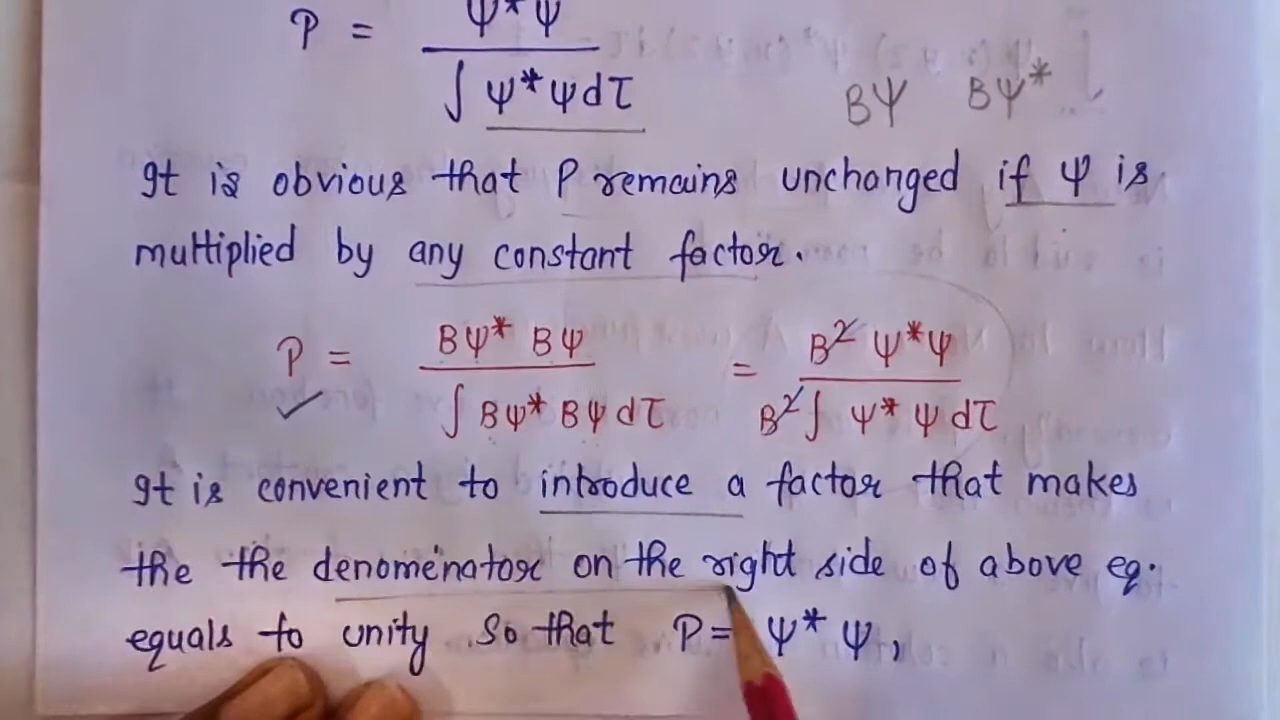 P = Ψ*Ψ / ∫ Ψ*Ψdτ
BΨ BΨ*
It is obvious that P remains unchanged if Ψ is
multiplied by any constant factor.
P = BΨ* BΨ / ∫ BΨ* BΨ dτ = B² Ψ*Ψ / B² ∫ Ψ* Ψ dτ
It is convenient to introduce a factor that makes
the the denomenator on the right side of above eq.
equals to unity so that P = Ψ* Ψ,